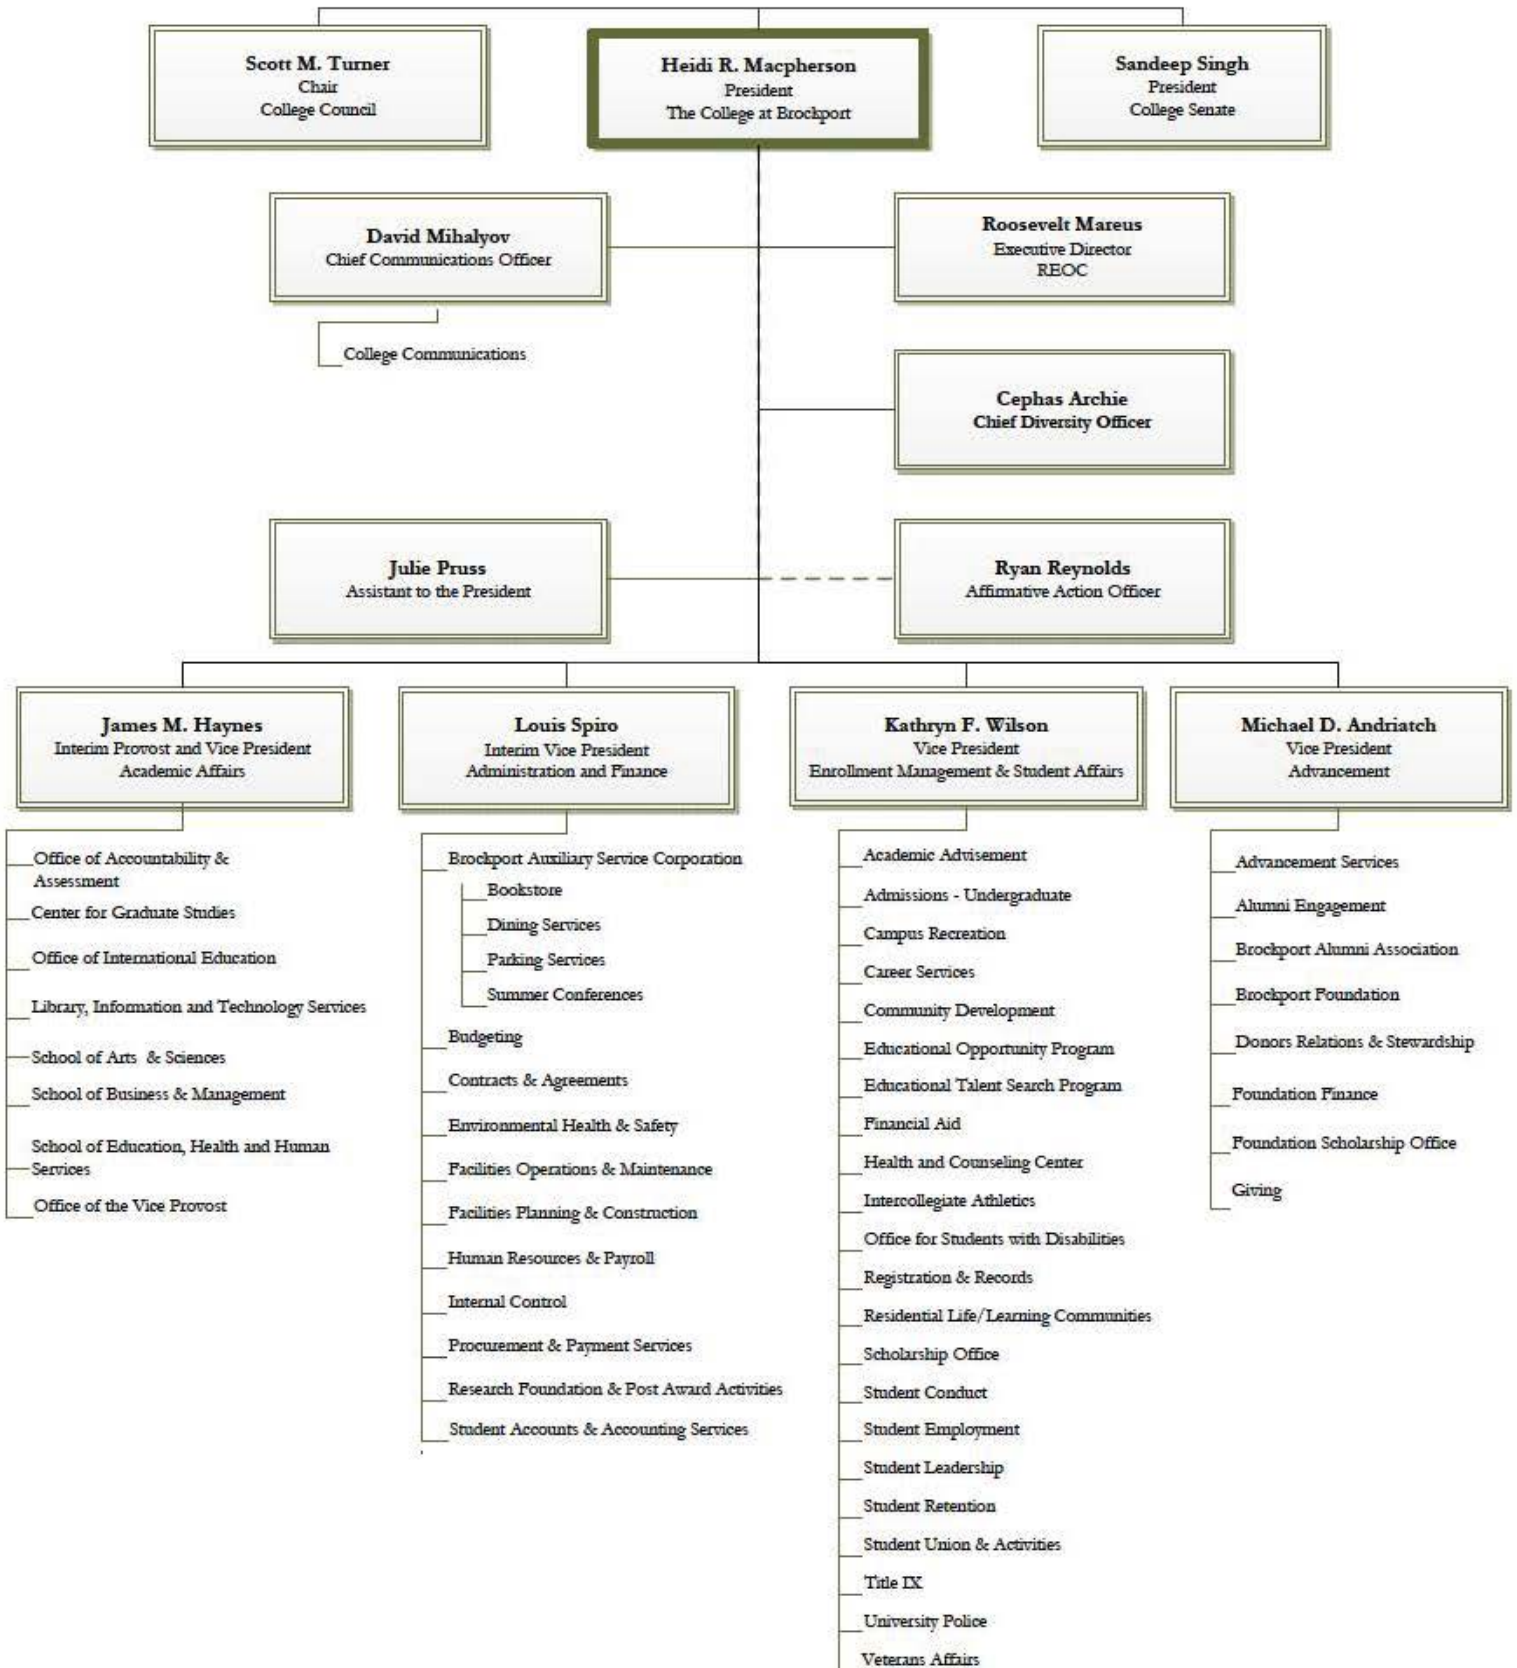 Scott M. Turner
Chair
College Council
Heidi R. Macpherson
President
The College at Brockport
Sandeep Singh
President
College Senate
David Mihalyov
Chief Communications Officer
College Communications
Roosevelt Mareus
Executive Director
REOC
Cephas Archie
Chief Diversity Officer
Julie Pruss
Assistant to the President
Ryan Reynolds
Affirmative Action Officer
James M. Haynes
Interim Provost and Vice President
Academic Affairs
Office of Accountability &
Assessment
Center for Graduate Studies
Office of International Education
Library, Information and Technology Services
School of Arts & Sciences
School of Business & Management
School of Education, Health and Human
Services
Office of the Vice Provost
Louis Spiro
Interim Vice President
Administration and Finance
Brockport Auxiliary Service Corporation
Bookstore
Dining Services
Parking Services
Summer Conferences
Budgeting
Contracts & Agreements
Environmental Health & Safety
Facilities Operations & Maintenance
Facilities Planning & Construction
Human Resources & Payroll
Internal Control
Procurement & Payment Services
Research Foundation & Post Award Activities
Student Accounts & Accounting Services
Kathryn F. Wilson
Vice President
Enrollment Management & Student Affairs
Academic Advisement
Admissions - Undergraduate
Campus Recreation
Career Services
Community Development
Educational Opportunity Program
Educational Talent Search Program
Financial Aid
Health and Counseling Center
Intercollegiate Athletics
Office for Students with Disabilities
Registration & Records
Residential Life/Learning Communities
Scholarship Office
Student Conduct
Student Employment
Student Leadership
Student Retention
Student Union & Activities
Title IX
University Police
Veterans Affairs
Michael D. Andriatch
Vice President
Advancement
Advancement Services
Alumni Engagement
Brockport Alumni Association
Brockport Foundation
Donors Relations & Stewardship
Foundation Finance
Foundation Scholarship Office
Giving